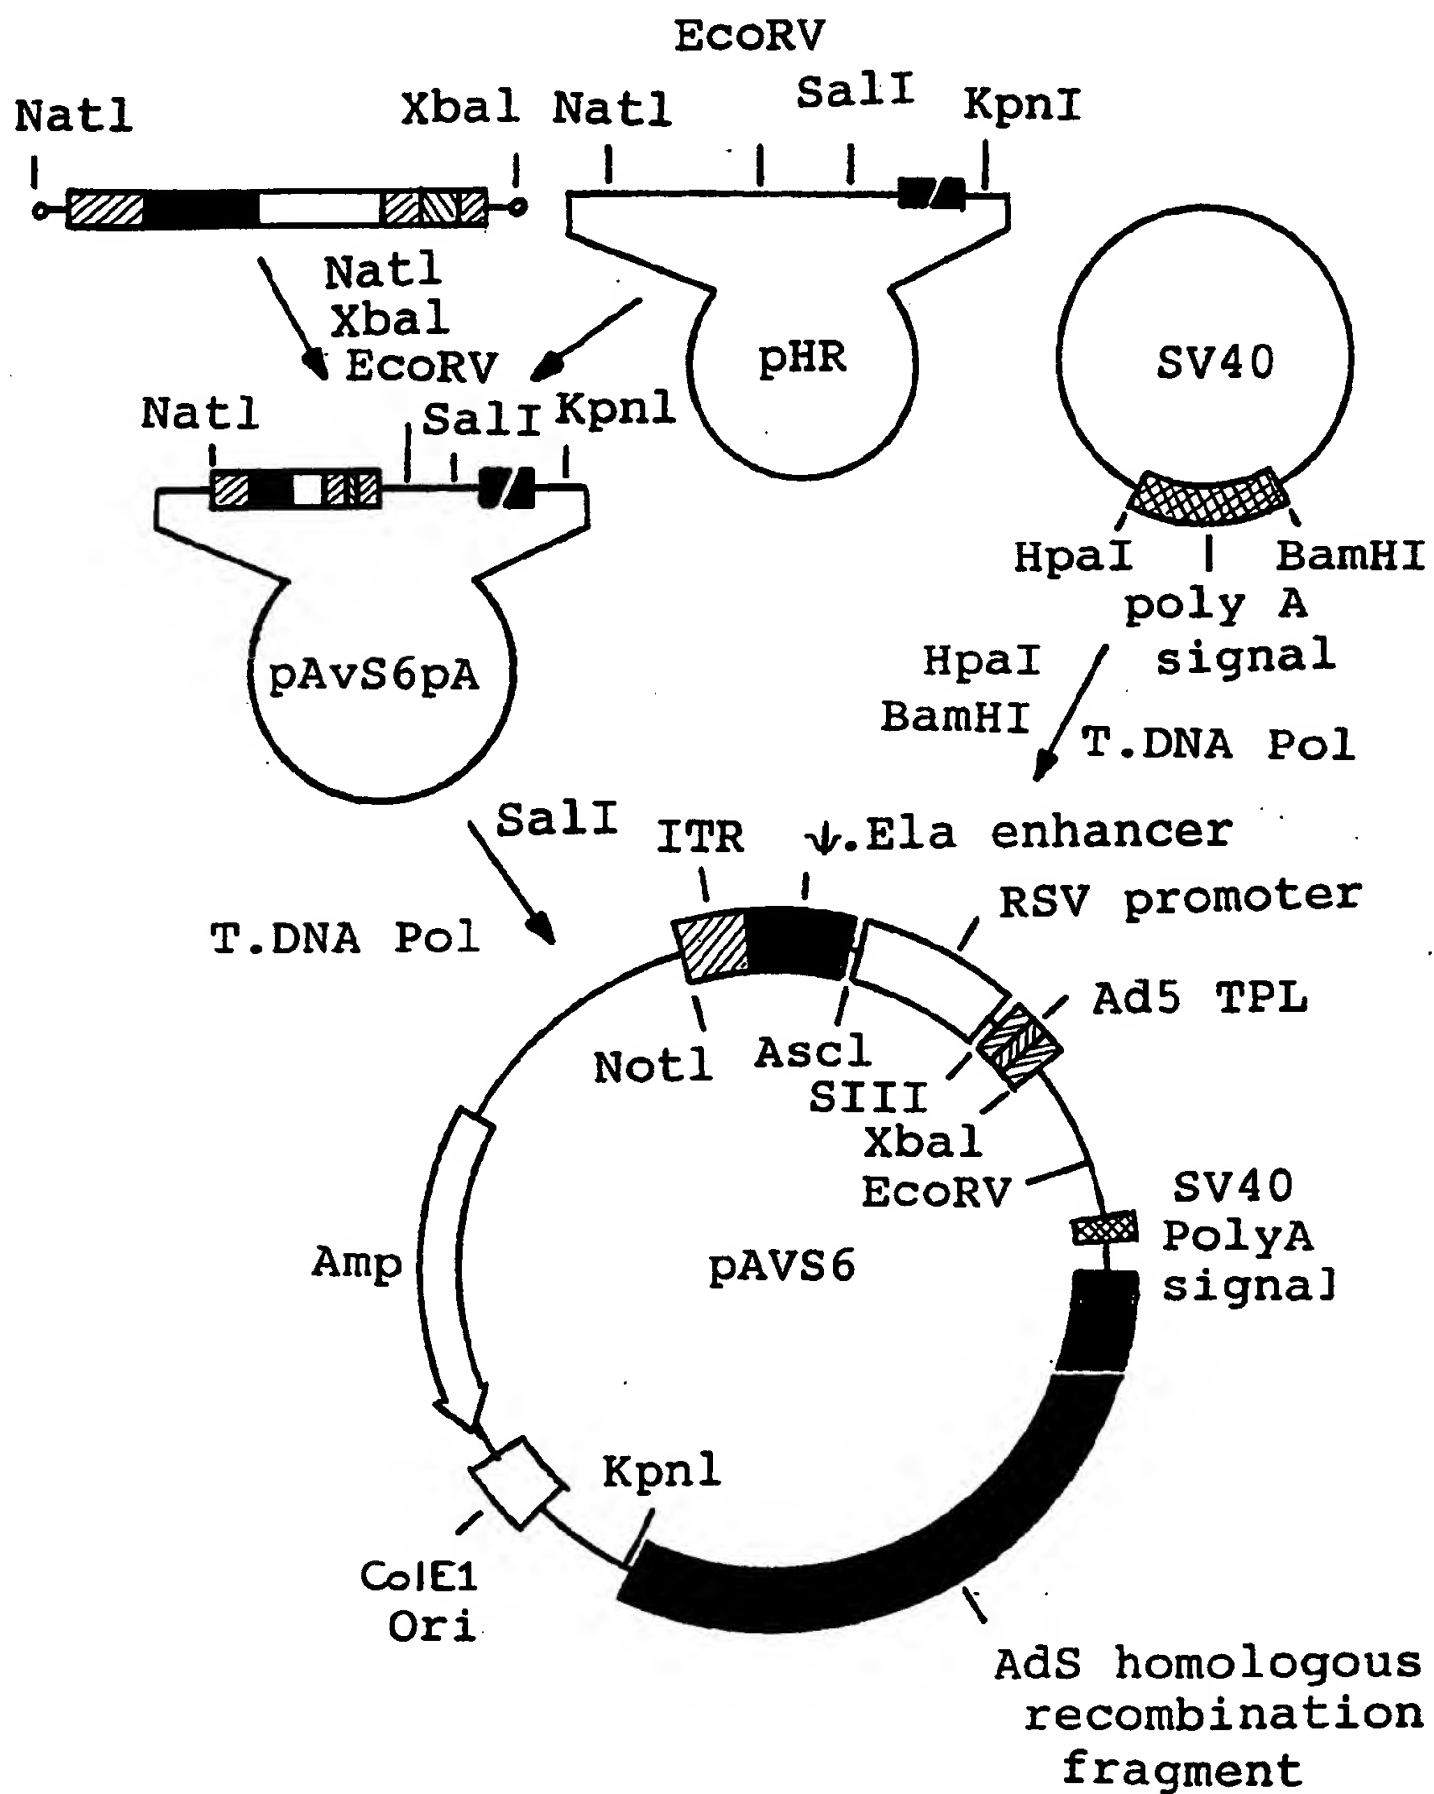 EcoRV
Natl
Xbal
Natl
SalI
KpnI
Natl
Xbal
EcoRV
pHR
SV40
Natl
SalI
Kpnl
HpaI
BamHI
poly A
signal
pAvS6pA
HpaI
BamHI
T.DNA Pol
SalI
T.DNA Pol
ITR
ψ.Ela enhancer
RSV promoter
Ad5 TPL
Notl
Ascl
SIII
Xbal
EcoRV
SV40
PolyA
signal
Amp
pAVS6
Kpnl
ColE1
Ori
AdS homologous
recombination
fragment